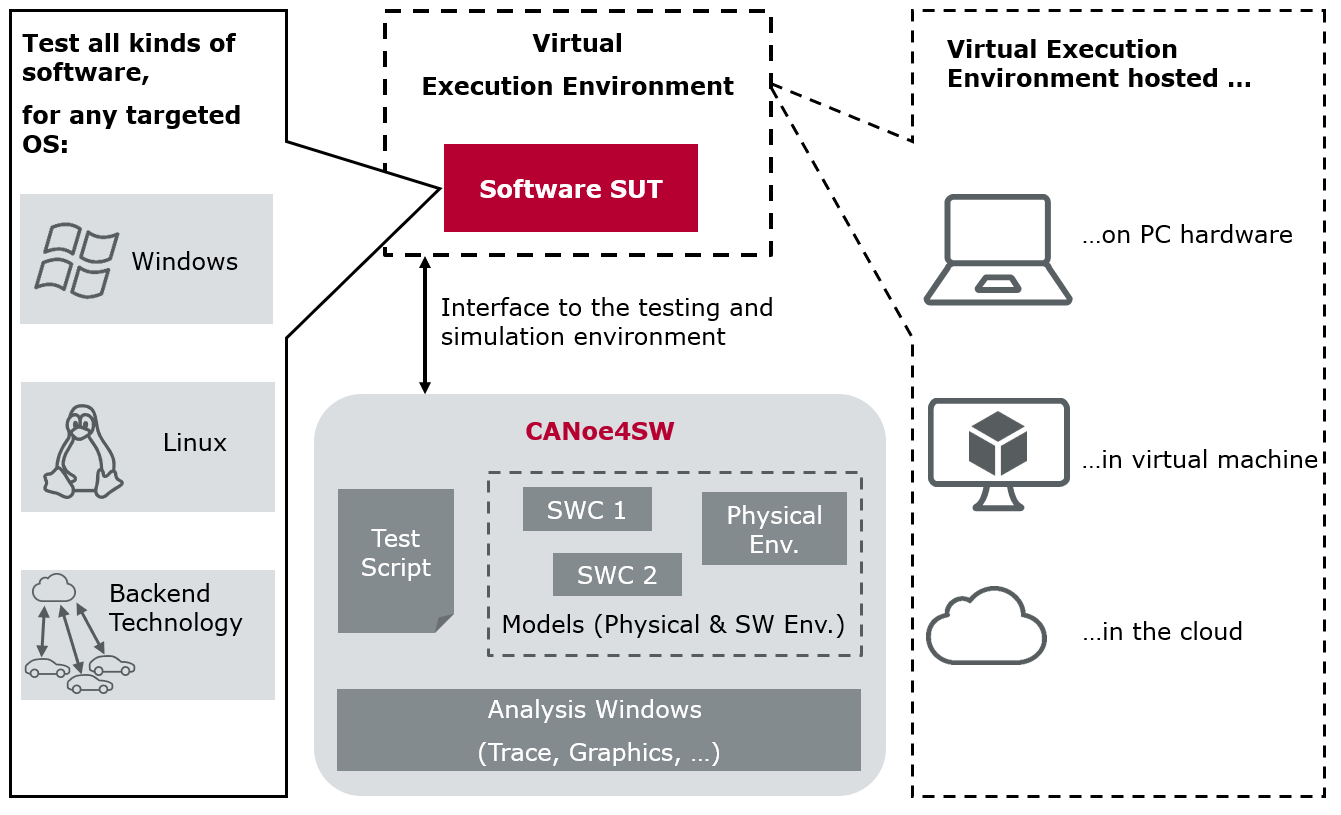 Test all kinds of
software,
for any targeted
OS:
Windows
Linux
Backend
Technology
Virtual
Execution Environment
Software SUT
Interface to the testing and
simulation environment
CANoe4SW
Test
Script
SWC 1
SWC 2
Physical
Env.
Models (Physical & SW Env.)
Analysis Windows
(Trace, Graphics, …)
Virtual Execution
Environment hosted …
…on PC hardware
…in virtual machine
…in the cloud